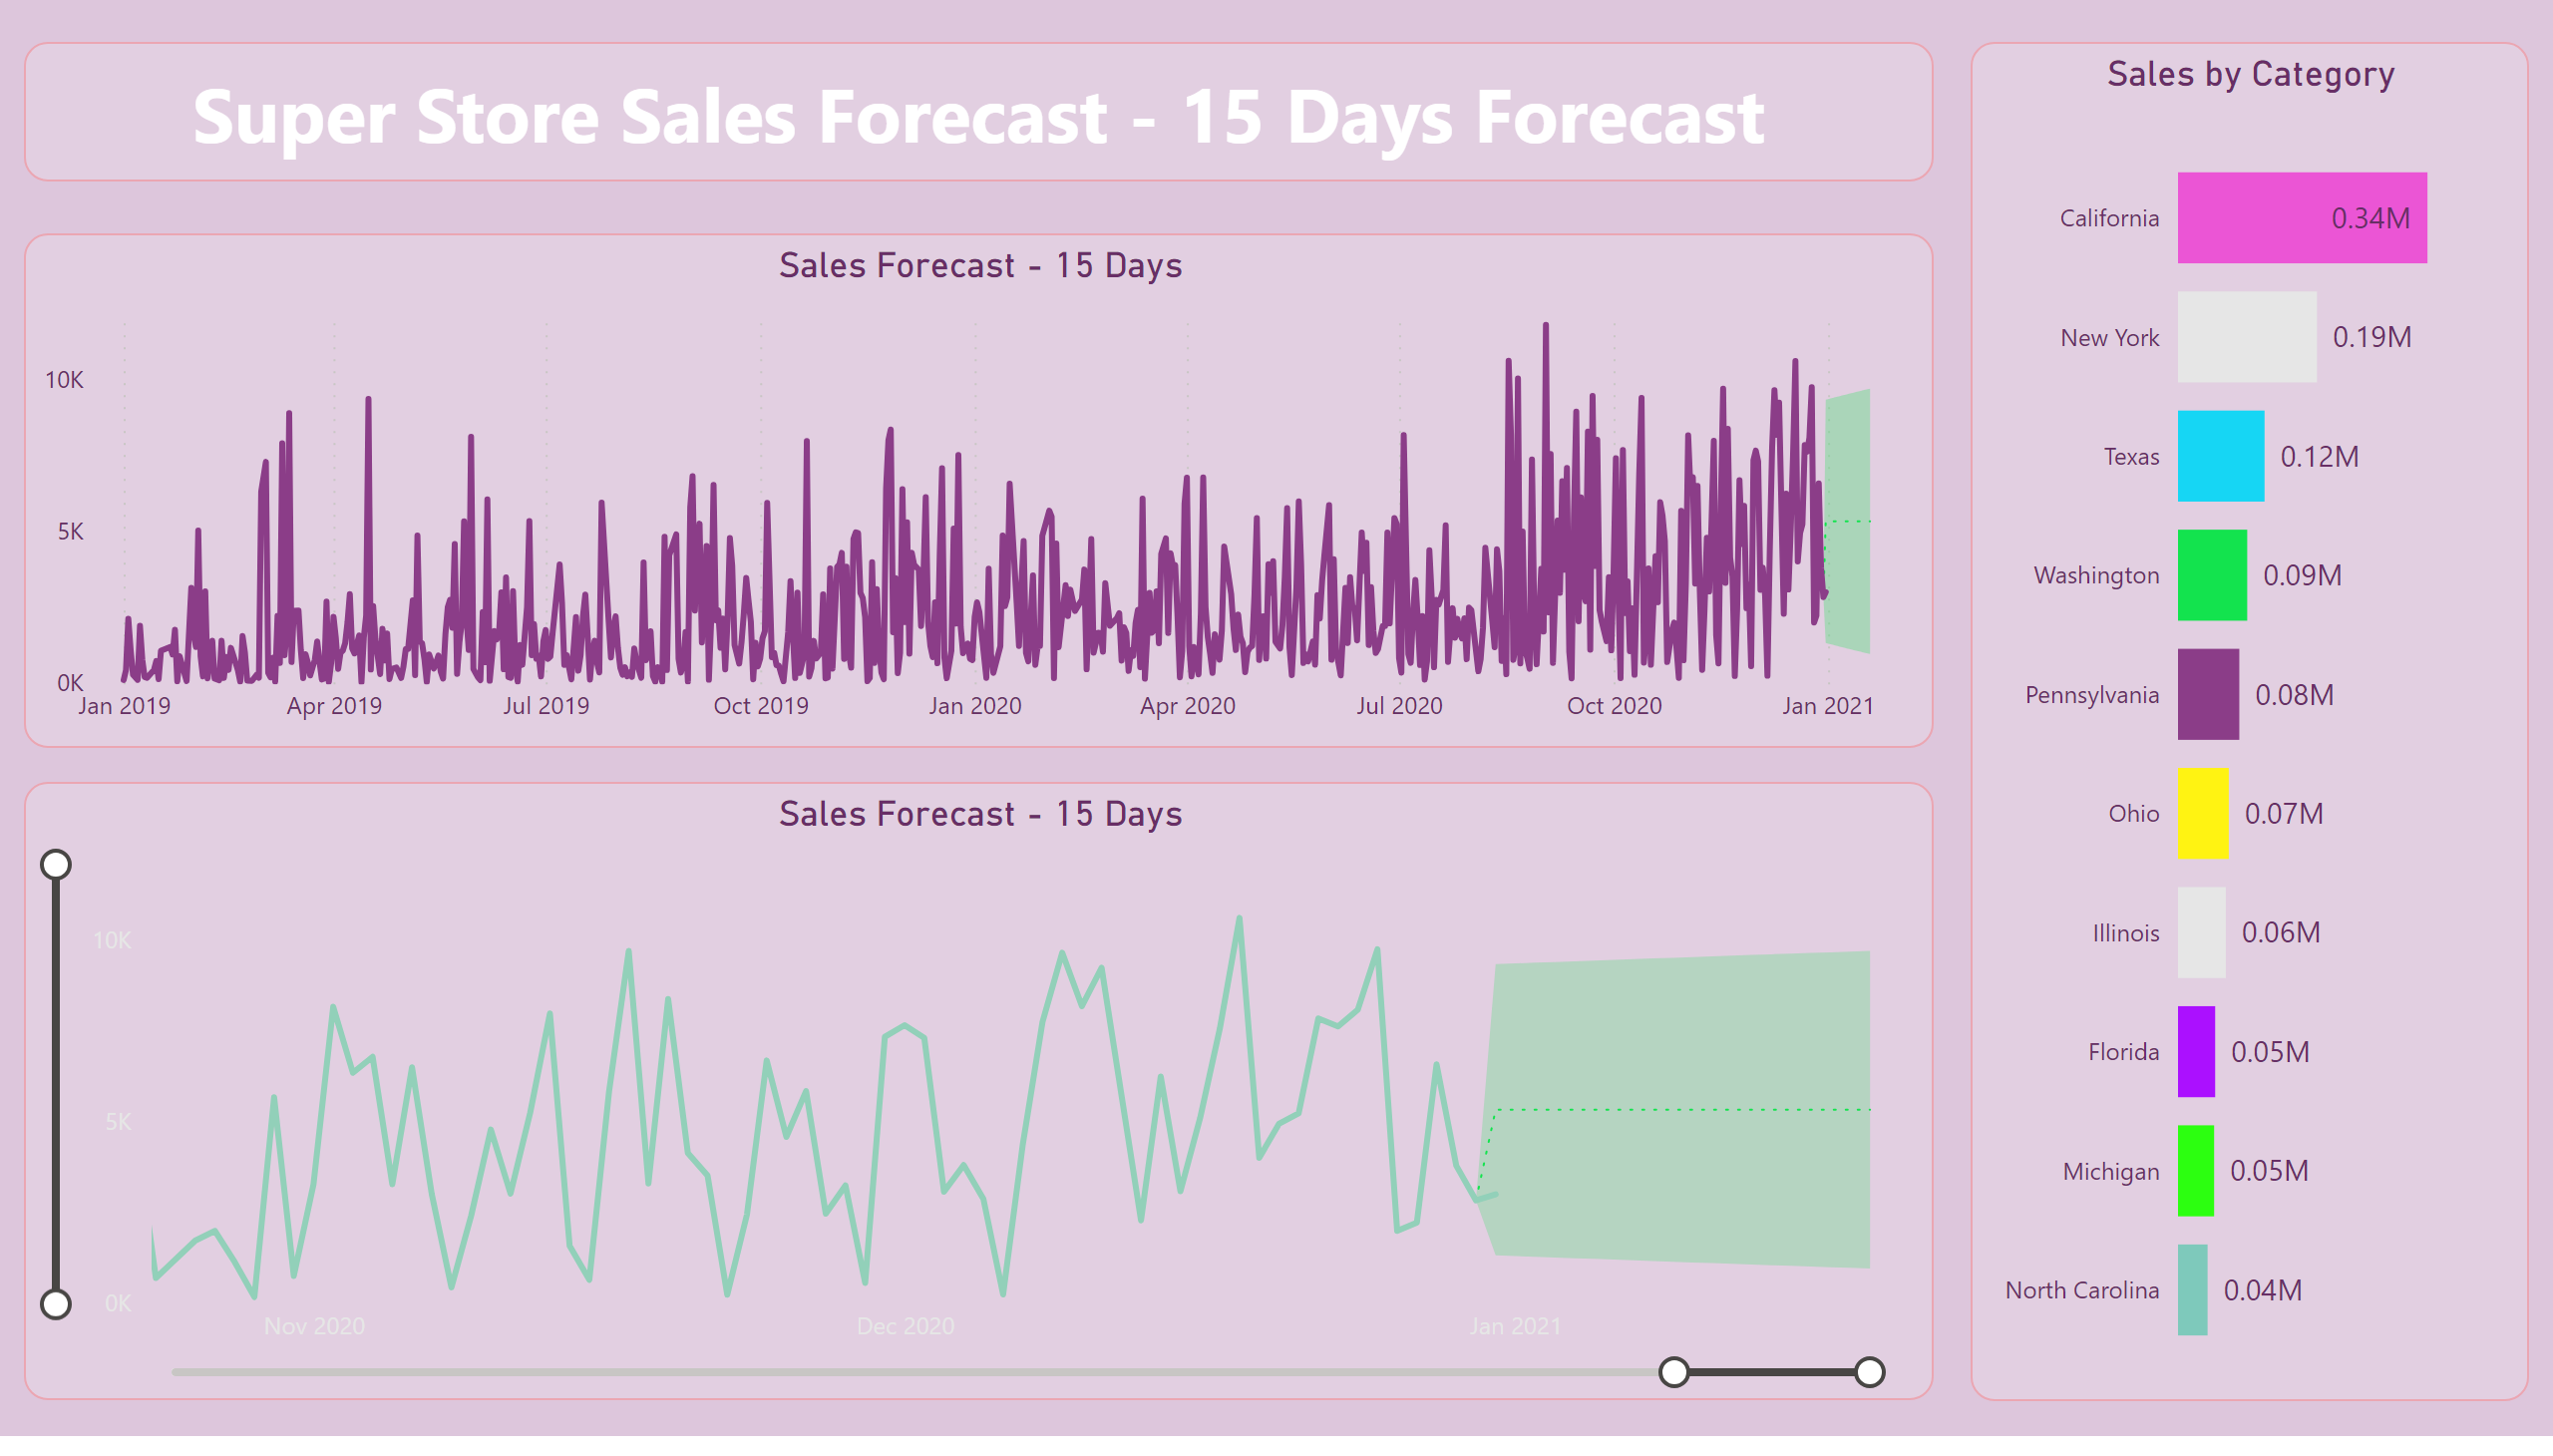 Super Store Sales Forecast - 15 Days Forecast
Sales Forecast - 15 Days
10K
5K
0K
Jan 2019 Apr 2019 Jul 2019 Oct 2019 Jan 2020 Apr 2020 Jul 2020 Oct 2020 Jan 2021
Sales Forecast - 15 Days
10K
5K
0K
Nov 2020 Dec 2020 Jan 2021
Sales by Category
California 0.34M
New York 0.19M
Texas 0.12M
Washington 0.09M
Pennsylvania 0.08M
Ohio 0.07M
Illinois 0.06M
Florida 0.05M
Michigan 0.05M
North Carolina 0.04M